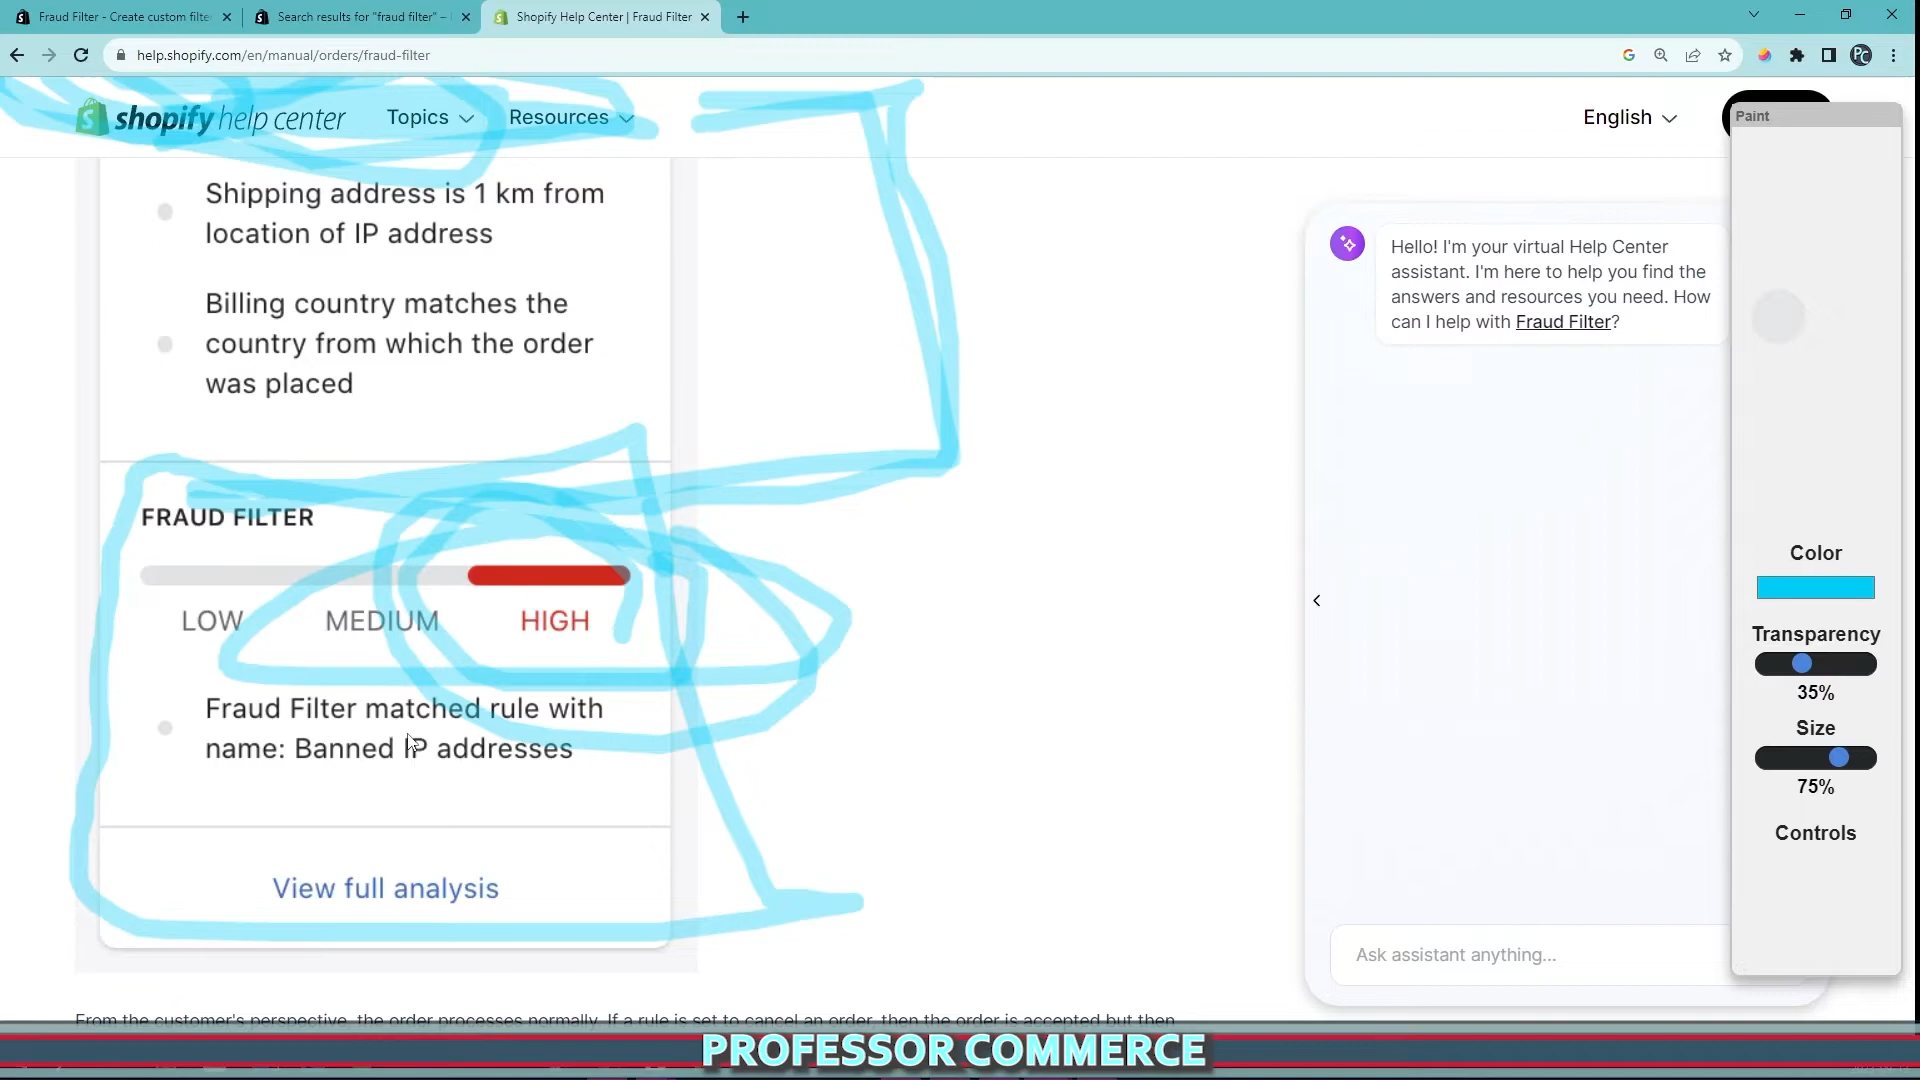 Fraud Filter - Create custom filter
Search results for "fraud filter" –
Shopify Help Center | Fraud Filter
help.shopify.com/en/manual/orders/fraud-filter
shopify help center
Topics
Resources
English
Paint
Shipping address is 1 km from
location of IP address
Billing country matches the
country from which the order
was placed
Hello! I'm your virtual Help Center
assistant. I'm here to help you find the
answers and resources you need. How
can I help with Fraud Filter?
FRAUD FILTER
LOW MEDIUM HIGH
Fraud Filter matched rule with
name: Banned IP addresses
View full analysis
Color
Transparency
35%
Size
75%
Controls
Ask assistant anything...
From the customer's perspective, the order processes normally. If a rule is set to cancel an order, then the order is accepted but then
PROFESSOR COMMERCE